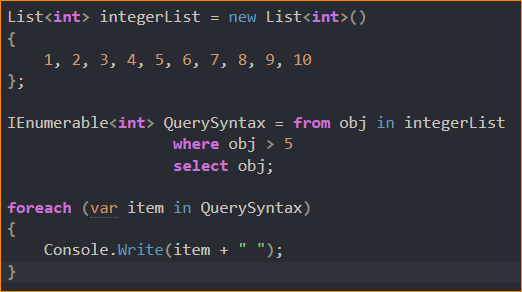 List<int> integerList = new List<int>()
{
    1, 2, 3, 4, 5, 6, 7, 8, 9, 10
};

IEnumerable<int> QuerySyntax = from obj in integerList
                  where obj > 5
                  select obj;

foreach (var item in QuerySyntax)
{
    Console.Write(item + " ");
}